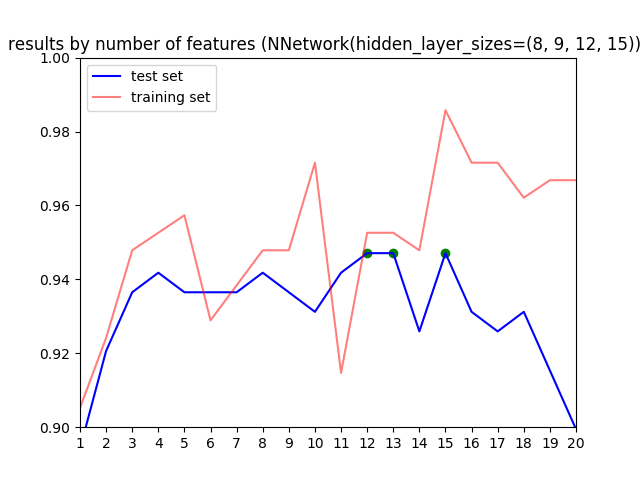 results by number of features (NNetwork(hidden_layer_sizes=(8, 9, 12, 15))
test set
training set
1.00
0.98
0.96
0.94
0.92
0.90
1 2 3 4 5 6 7 8 9 10 11 12 13 14 15 16 17 18 19 20